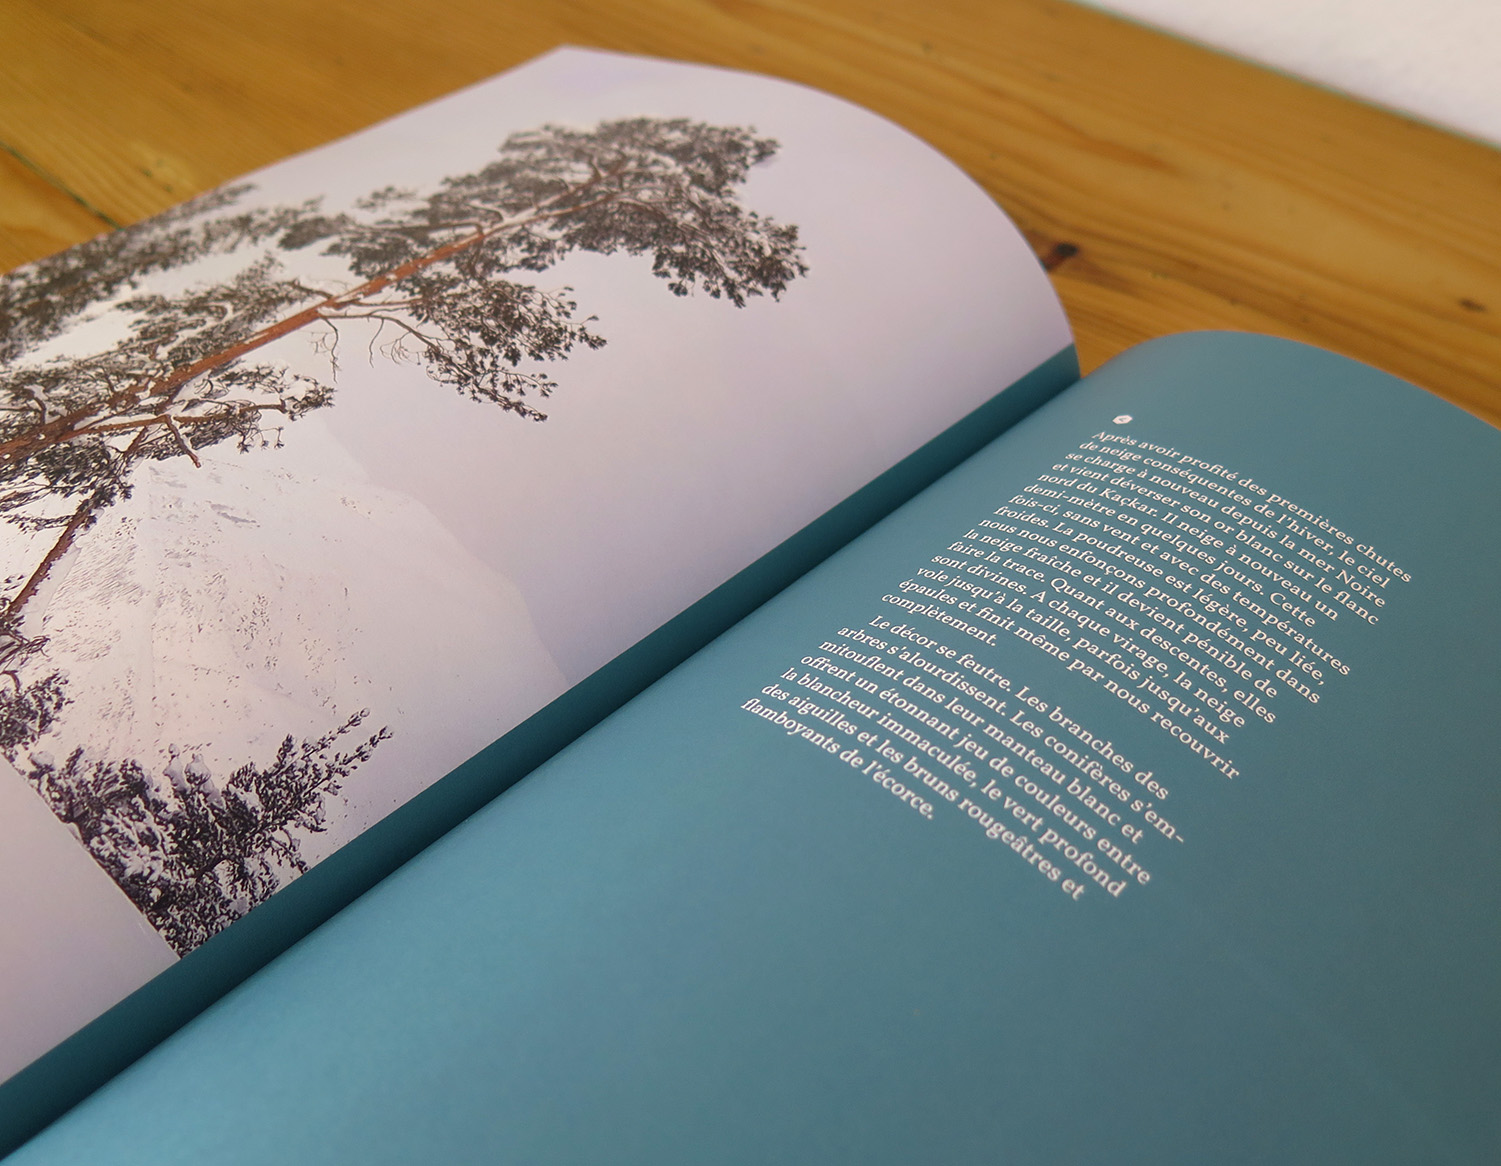 Après avoir profité des premières chutes
de neige conséquentes de l'hiver, le ciel
se charge à nouveau depuis la mer Noire
et vient déverser son or blanc sur le flanc
nord du Kaçkar. Il neige à nouveau un
demi-mètre en quelques jours. Cette
fois-ci, sans vent et avec des températures
froides. La poudreuse est légère, peu liée,
nous nous enfonçons profondément dans
la neige fraîche et il devient pénible de
faire la trace. Quant aux descentes, elles
sont divines. A chaque virage, la neige
vole jusqu'à la taille, parfois jusqu'aux
épaules et finit même par nous recouvrir
complètement.
Le décor se feutre. Les branches des
arbres s'alourdissent. Les conifères s'em-
mitouflent dans leur manteau blanc et
offrent un étonnant jeu de couleurs entre
la blancheur immaculée, le vert profond
des aiguilles et les bruns rougeâtres et
flamboyants de l'écorce.